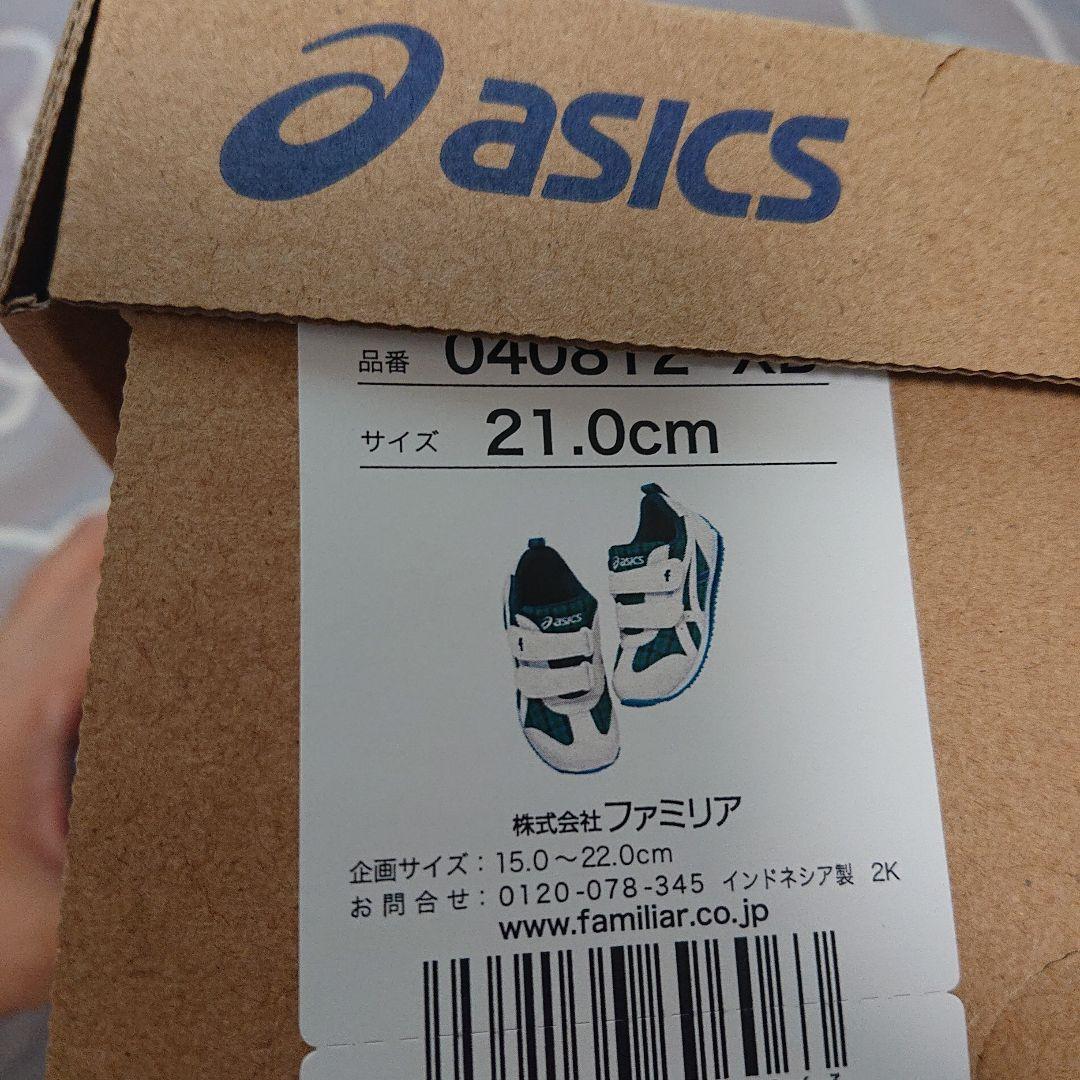 asics
品番 040812
サイズ 21.0cm
asics
f
asics
f
株式会社ファミリア
企画サイズ：15.0～22.0cm
お問合せ：0120-078-345 インドネシア製 2K
www.familiar.co.jp